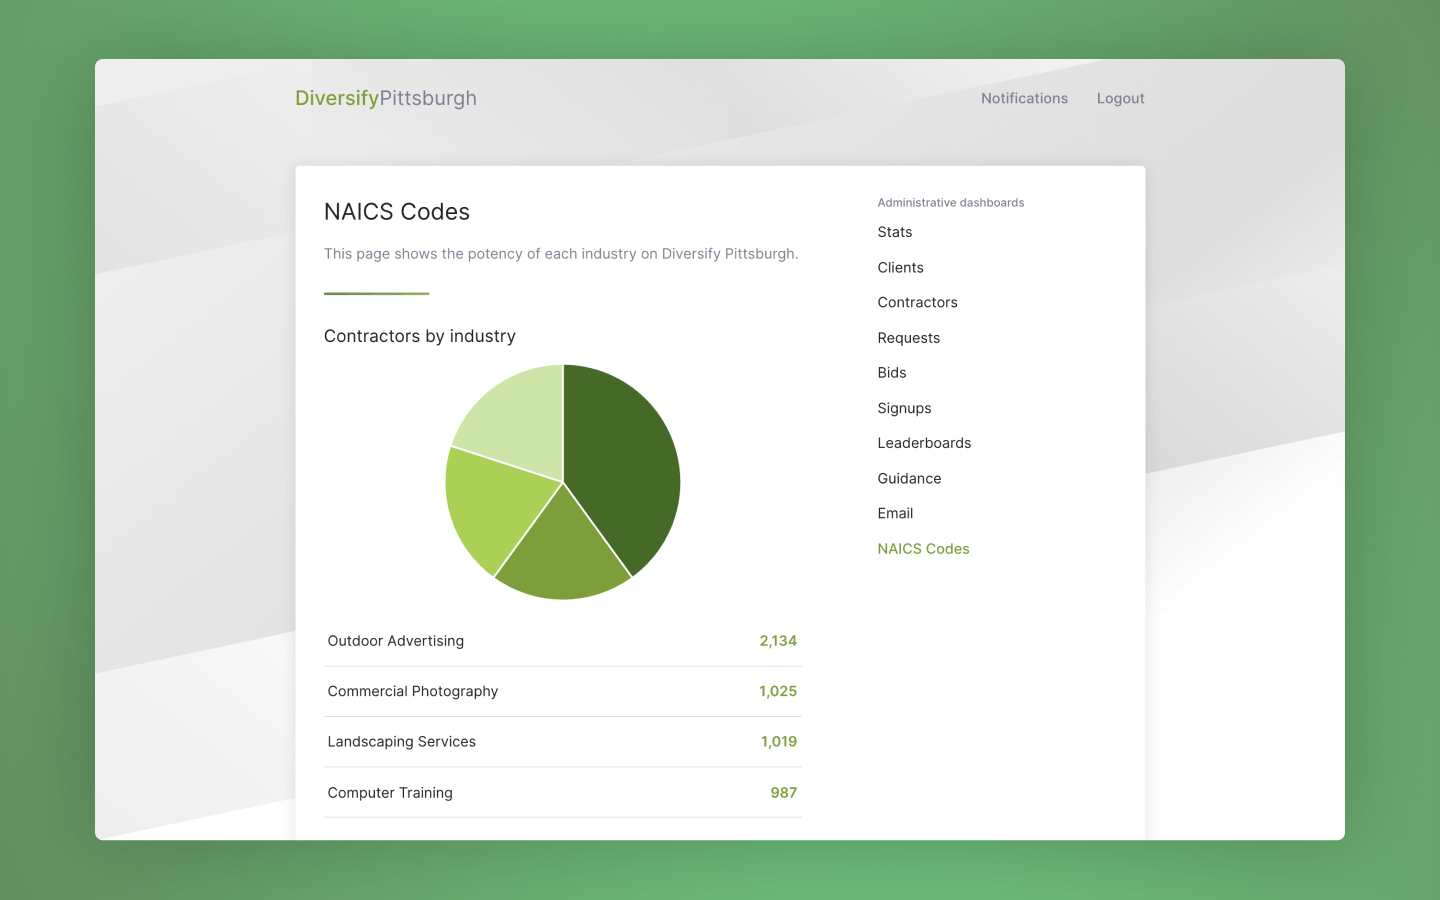 DiversifyPittsburgh
Notifications
Logout
NAICS Codes
This page shows the potency of each industry on Diversify Pittsburgh.
Contractors by industry
Outdoor Advertising 2,134
Commercial Photography 1,025
Landscaping Services 1,019
Computer Training 987
Administrative dashboards
Stats
Clients
Contractors
Requests
Bids
Signups
Leaderboards
Guidance
Email
NAICS Codes